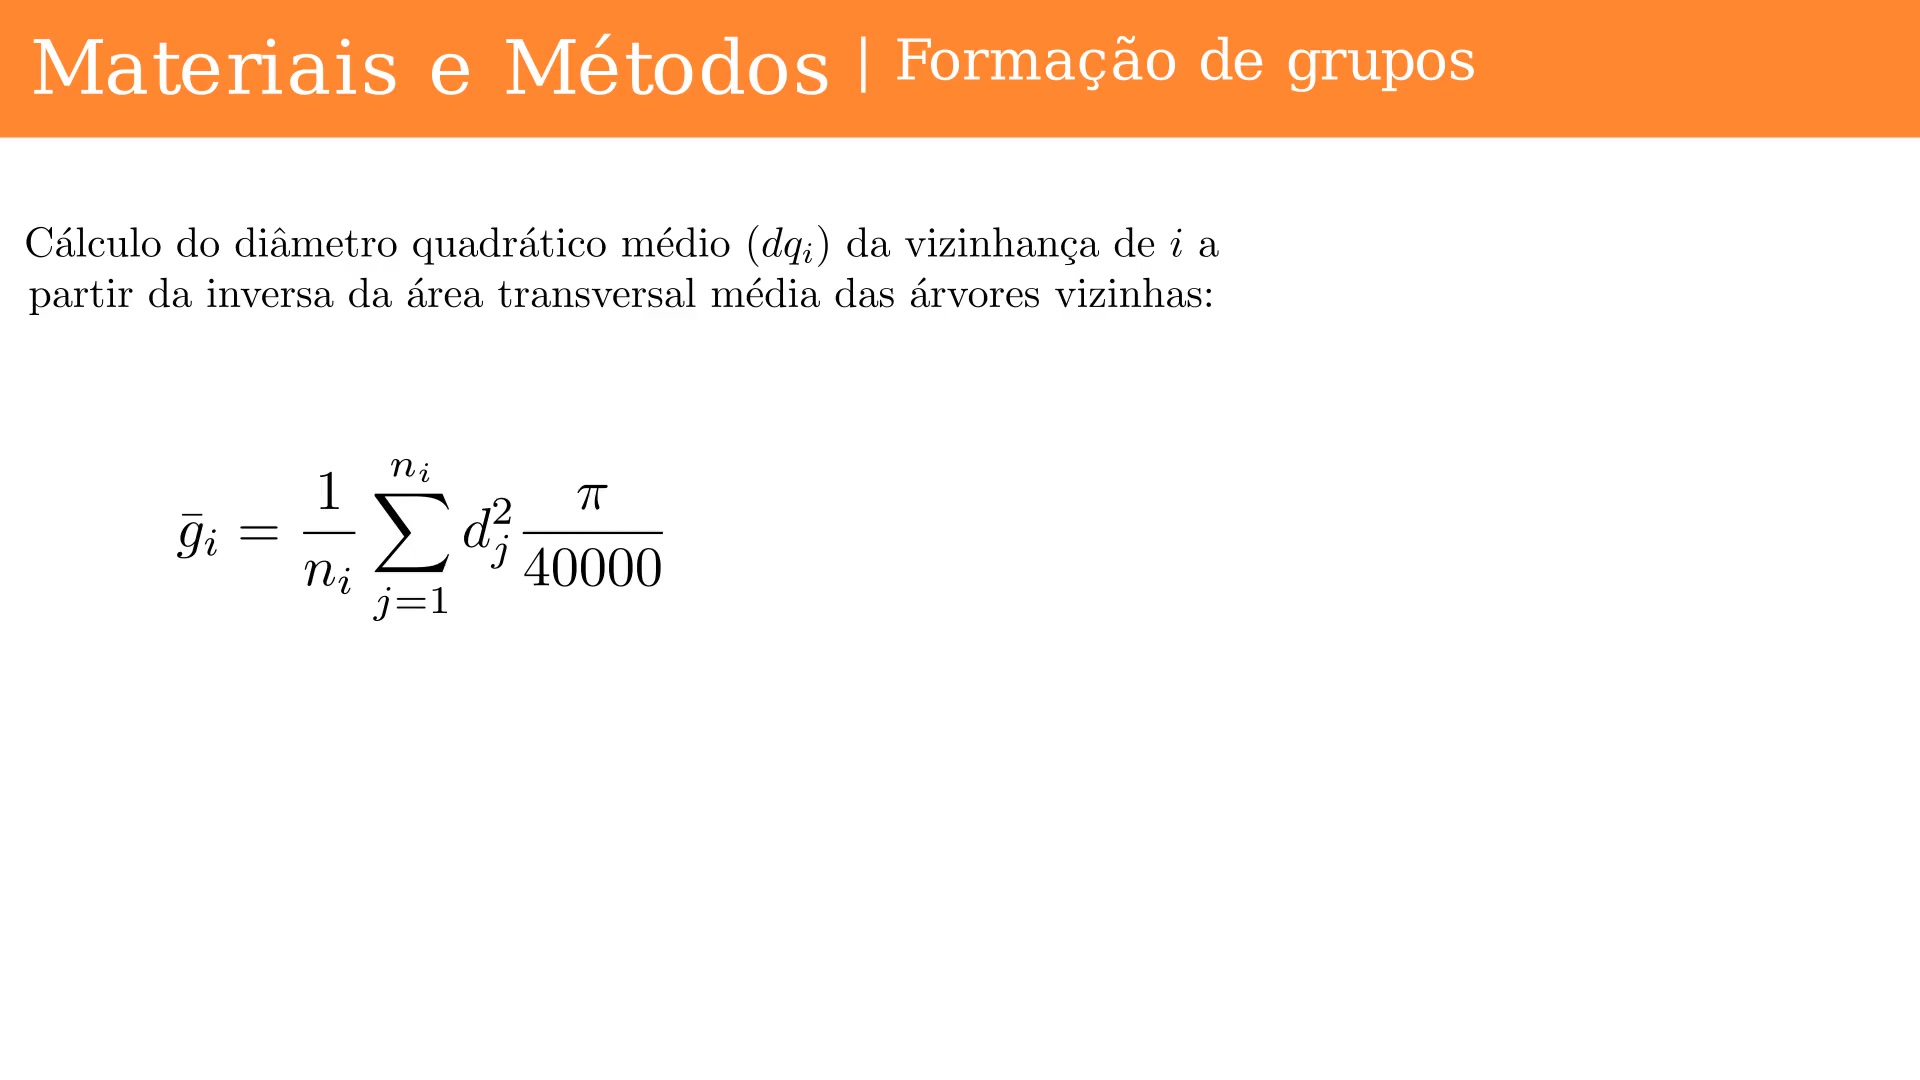 Materiais e Métodos | Formação de grupos
Cálculo do diâmetro quadrático médio (dqᵢ) da vizinhança de i a
partir da inversa da área transversal média das árvores vizinhas:
$\bar{g}_i = \frac{1}{n_i} \sum_{j=1}^{n_i} d_j^2 \frac{\pi}{40000}$